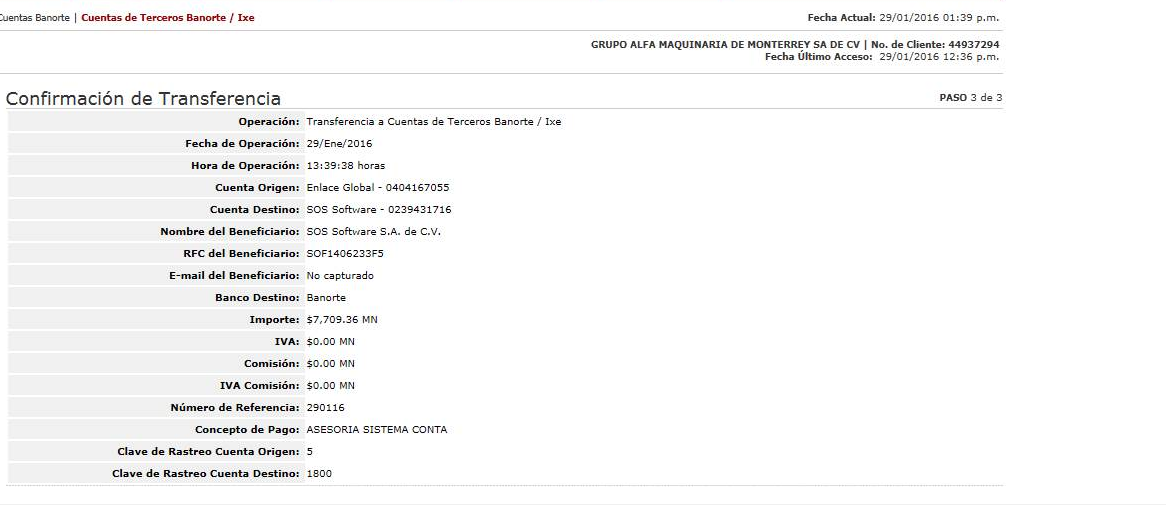 Cuentas Banorte | Cuentas de Terceros Banorte / Ixe
Fecha Actual: 29/01/2016 01:39 p.m.
GRUPO ALFA MAQUINARIA DE MONTERREY SA DE CV | No. de Cliente: 44937294
Fecha Último Acceso: 29/01/2016 12:36 p.m.
Confirmación de Transferencia
PASO 3 de 3
Operación: Transferencia a Cuentas de Terceros Banorte / Ixe
Fecha de Operación: 29/Ene/2016
Hora de Operación: 13:39:38 horas
Cuenta Origen: Enlace Global - 0404167055
Cuenta Destino: SOS Software - 0239431716
Nombre del Beneficiario: SOS Software S.A. de C.V.
RFC del Beneficiario: SOF1406233F5
E-mail del Beneficiario: No capturado
Banco Destino: Banorte
Importe: $7,709.36 MN
IVA: $0.00 MN
Comisión: $0.00 MN
IVA Comisión: $0.00 MN
Número de Referencia: 290116
Concepto de Pago: ASESORIA SISTEMA CONTA
Clave de Rastreo Cuenta Origen: 5
Clave de Rastreo Cuenta Destino: 1800